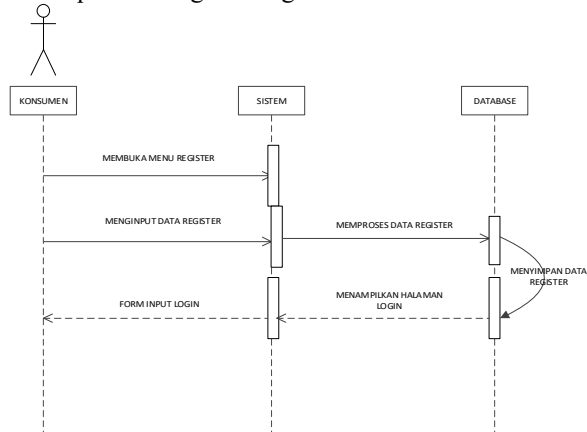 KONSUMEN
SISTEM
DATABASE
MEMBUKA MENU REGISTER
MENGINPUT DATA REGISTER
MEMPROSES DATA REGISTER
MENYIMPAN DATA
REGISTER
FORM INPUT LOGIN
MENAMPILKAN HALAMAN
LOGIN